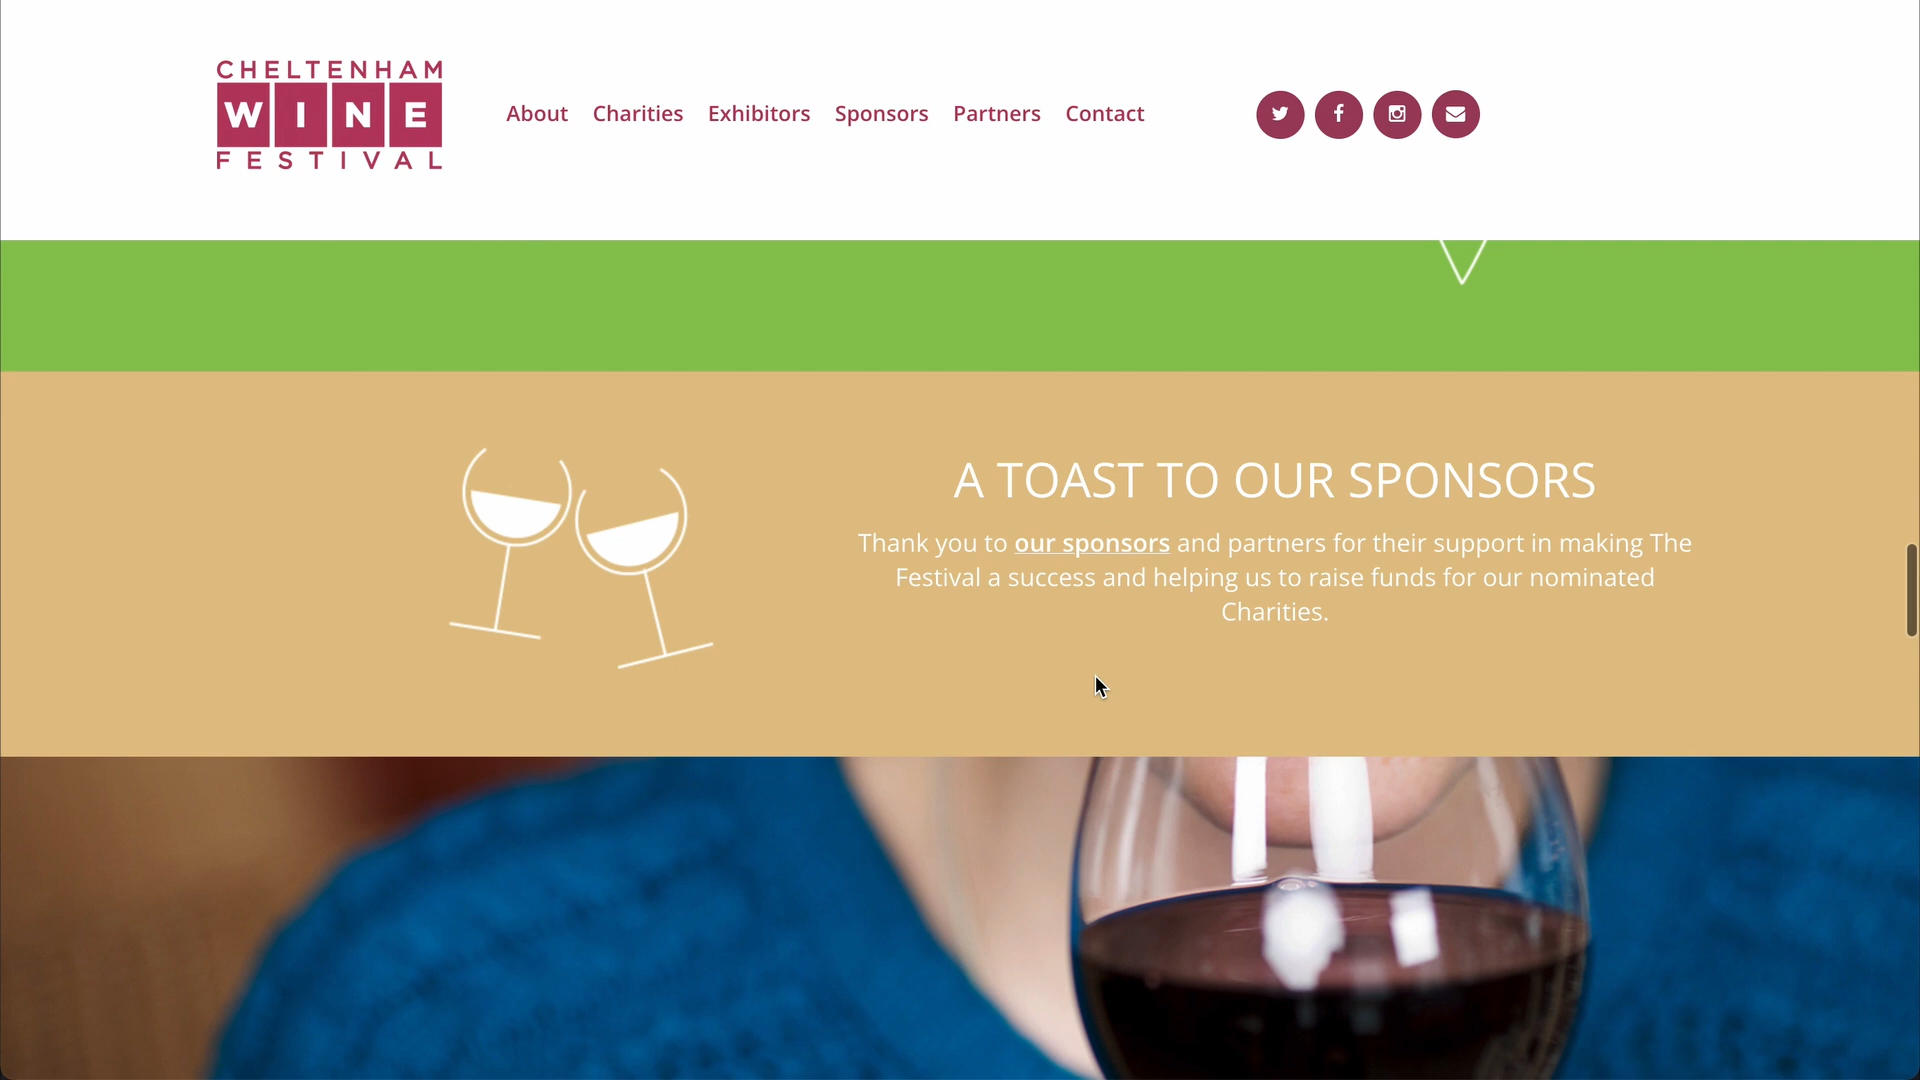 CHELTENHAM
WINE
FESTIVAL
About Charities Exhibitors Sponsors Partners Contact
A TOAST TO OUR SPONSORS
Thank you to our sponsors and partners for their support in making The
Festival a success and helping us to raise funds for our nominated
Charities.